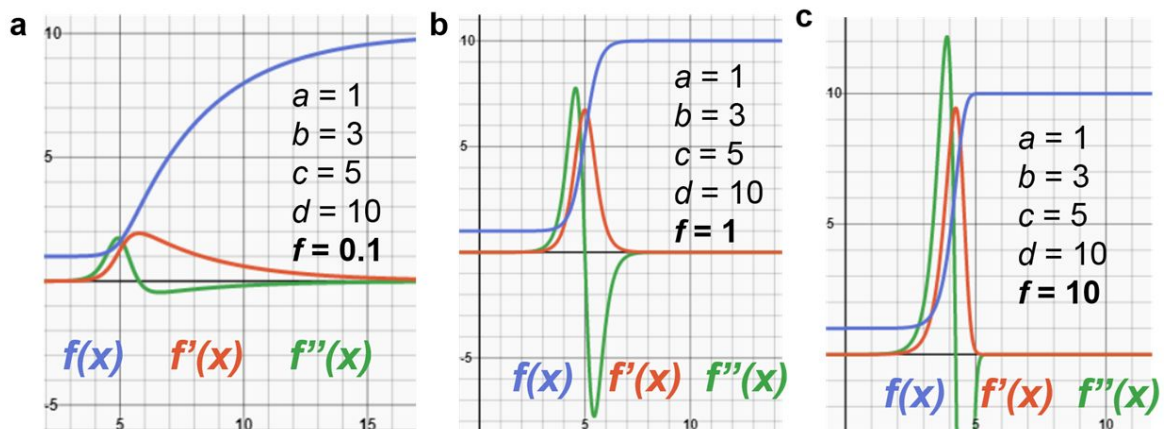 a
10
5
-5
5
10
15
a = 1
b = 3
c = 5
d = 10
f = 0.1
f(x)
f’(x)
f’’(x)
b
10
5
-5
5
10
a = 1
b = 3
c = 5
d = 10
f = 1
f(x)
f’(x)
f’’(x)
c
10
5
5
10
a = 1
b = 3
c = 5
d = 10
f = 10
f(x)
f’(x)
f’’(x)